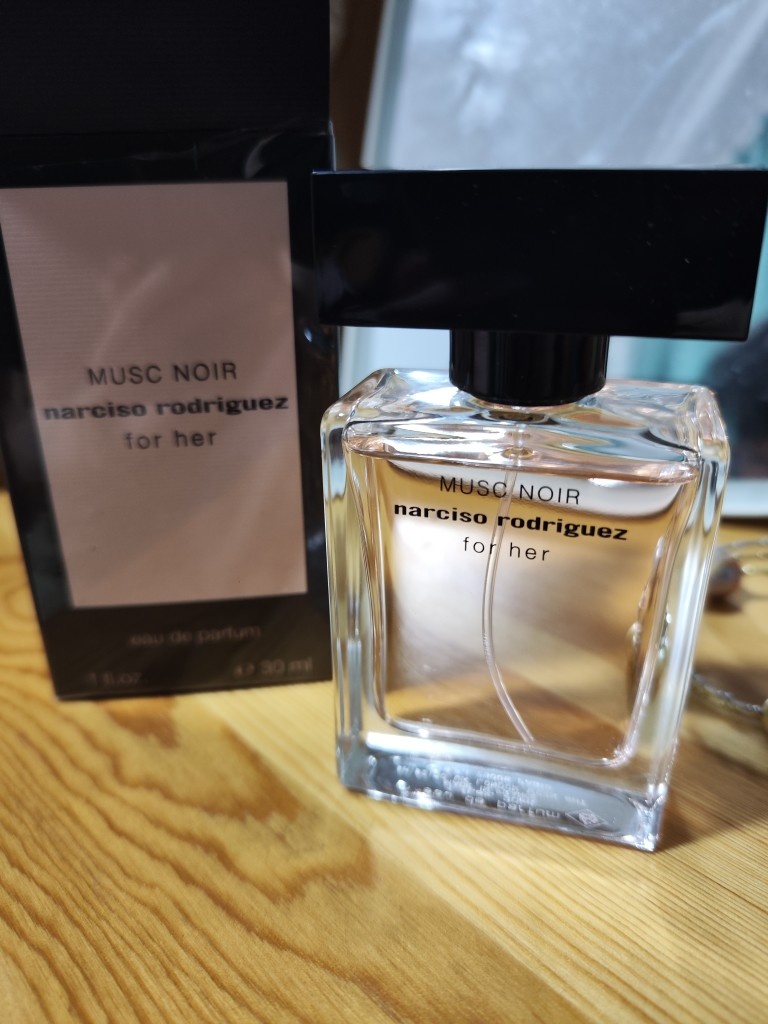 MUSC NOIR
narciso rodriguez
for her
eau de parfum
1 fl.oz. e 30 ml
MUSC NOIR
narciso rodriguez
for her